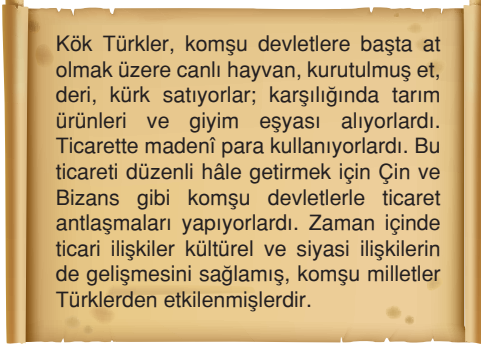 Kök Türkler, komşu devletlere başta at
olmak üzere canlı hayvan, kurutulmuş et,
deri, kürk satıyorlar; karşılığında tarım
ürünleri ve giyim eşyası alıyorlardı.
Ticarette madenî para kullanıyorlardı. Bu
ticareti düzenli hâle getirmek için Çin ve
Bizans gibi komşu devletlerle ticaret
antlaşmaları yapıyorlardı. Zaman içinde
ticari ilişkiler kültürel ve siyasi ilişkilerin
de gelişmesini sağlamış, komşu milletler
Türklerden etkilenmişlerdir.